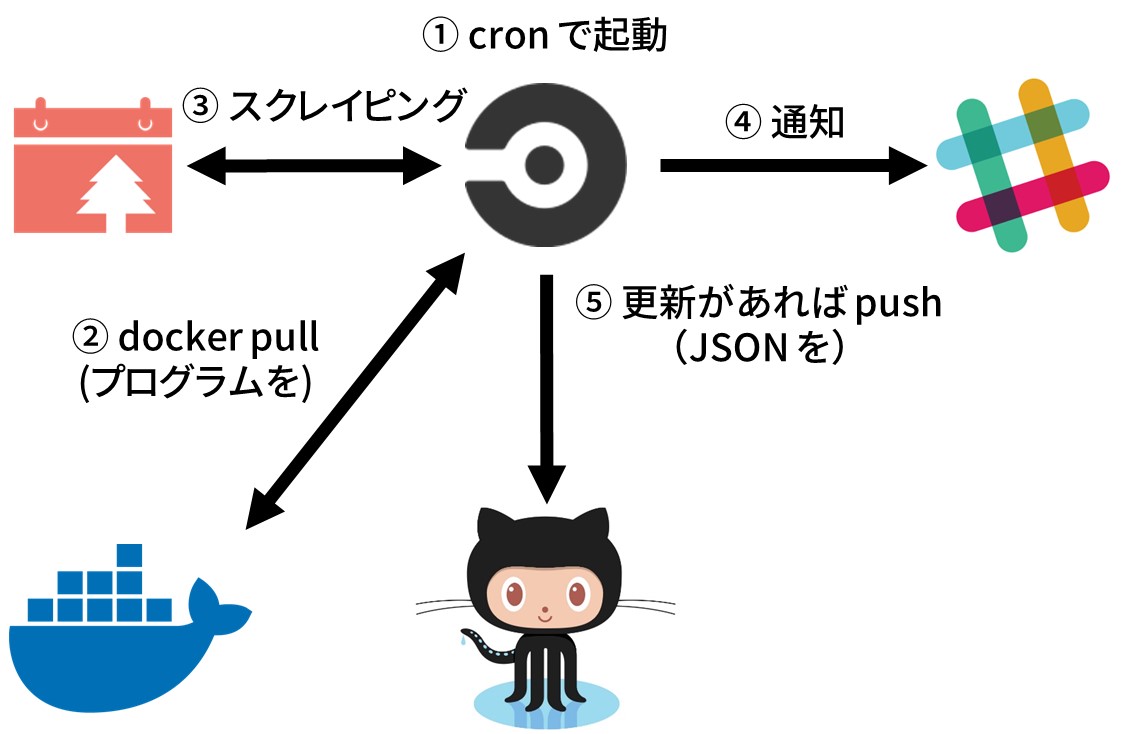 ① cron で起動
③ スクレイピング
④ 通知
② docker pull
(プログラムを)
⑤ 更新があれば push
（JSON を）